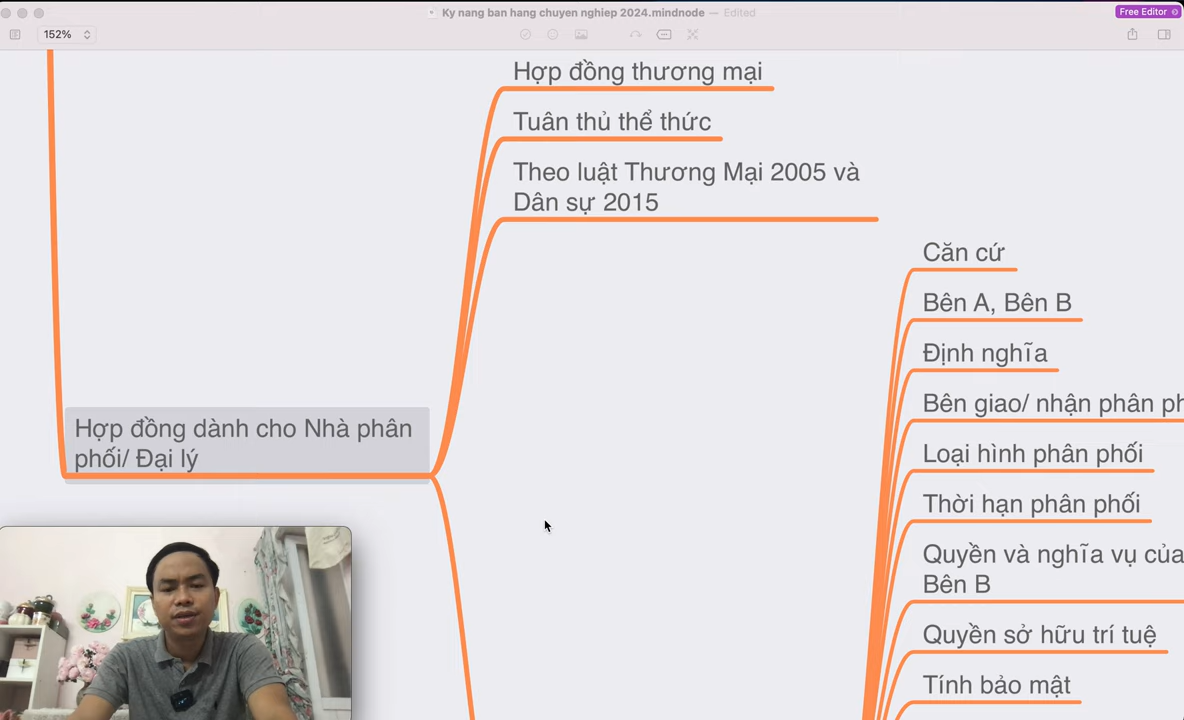 Ky nang ban hang chuyen nghiep 2024.mindnode — Edited
Free Editor
152%
Hợp đồng thương mại
Tuân thủ thể thức
Theo luật Thương Mại 2005 và
Dân sự 2015
Hợp đồng dành cho Nhà phân
phối/ Đại lý
Căn cứ
Bên A, Bên B
Định nghĩa
Bên giao/ nhận phân ph
Loại hình phân phối
Thời hạn phân phối
Quyền và nghĩa vụ của
Bên B
Quyền sở hữu trí tuệ
Tính bảo mật